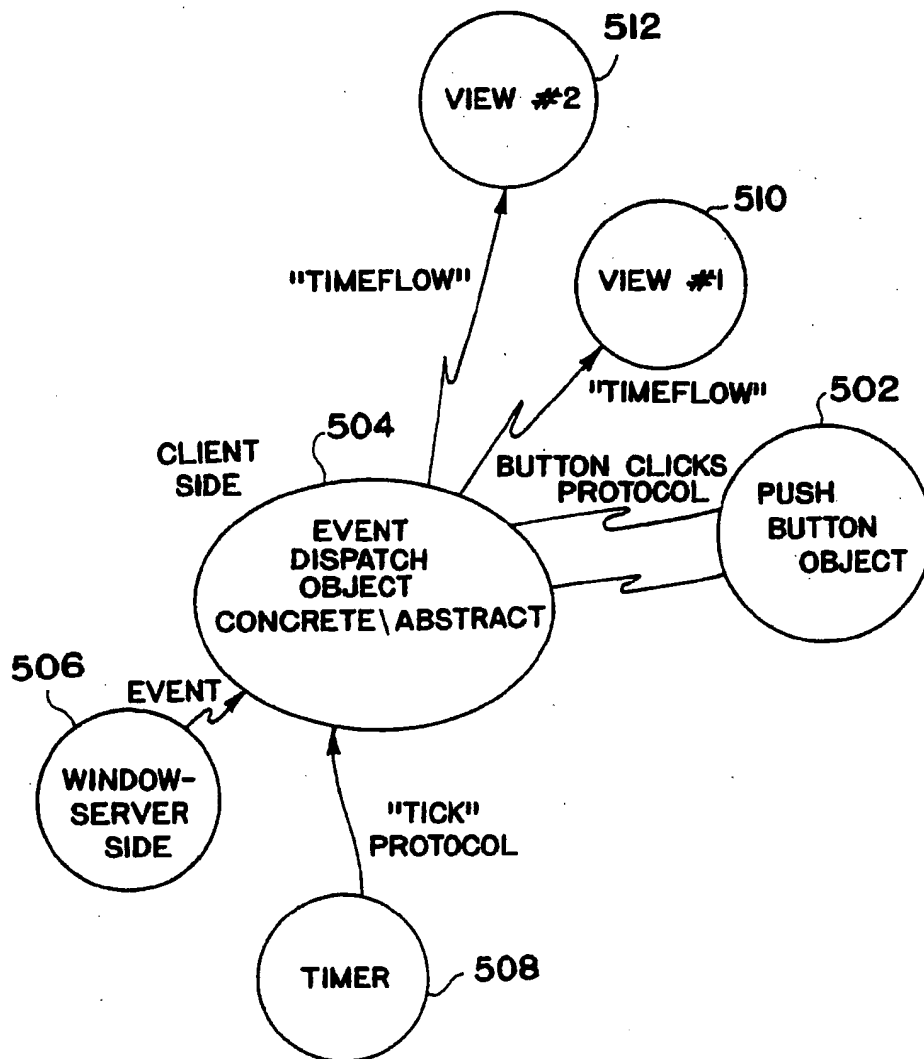 512
VIEW #2
510
VIEW #1
"TIMEFLOW"
"TIMEFLOW"
502
504
CLIENT
SIDE
BUTTON CLICKS
PROTOCOL
PUSH
BUTTON
OBJECT
EVENT
DISPATCH
OBJECT
CONCRETE\ABSTRACT
506
EVENT
WINDOW-
SERVER
SIDE
"TICK"
PROTOCOL
TIMER
508